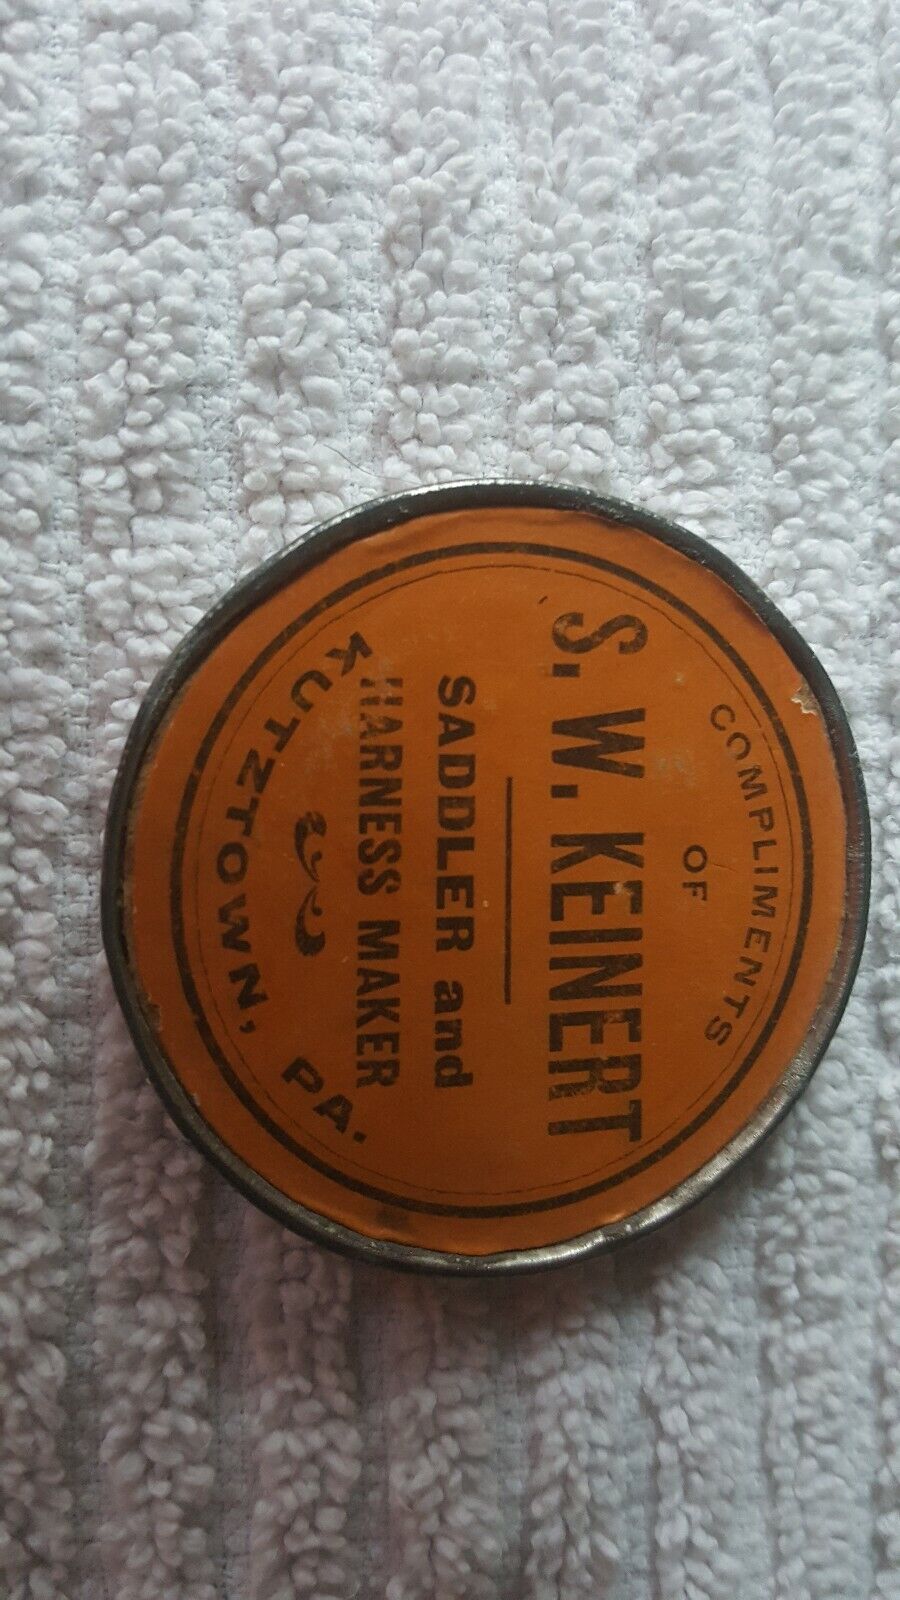 COMPLIMENTS
OF
S. W. KEINERT
SADDLER and
HARNESS MAKER
KUTZTOWN, PA.